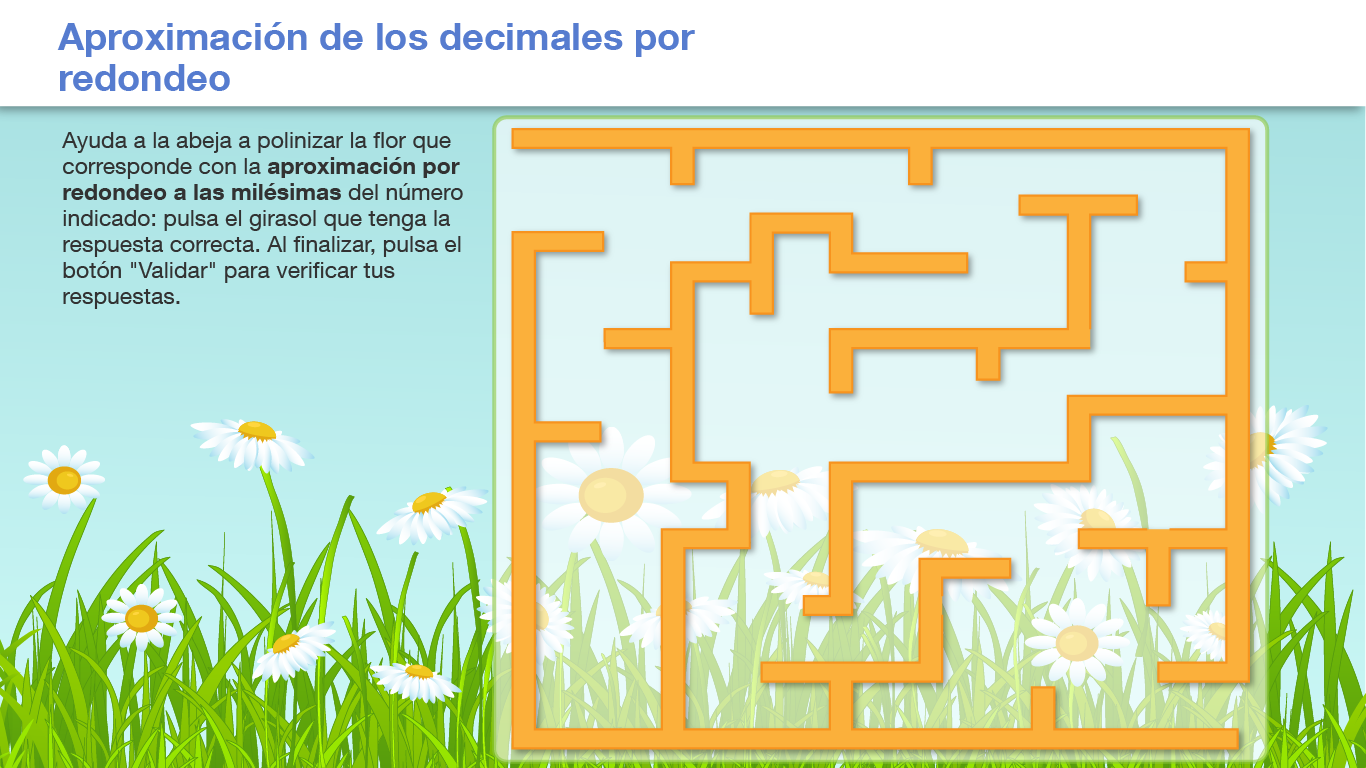 Aproximación de los decimales por
redondeo
Ayuda a la abeja a polinizar la flor que
corresponde con la aproximación por
redondeo a las milésimas del número
indicado: pulsa el girasol que tenga la
respuesta correcta. Al finalizar, pulsa el
botón "Validar" para verificar tus
respuestas.